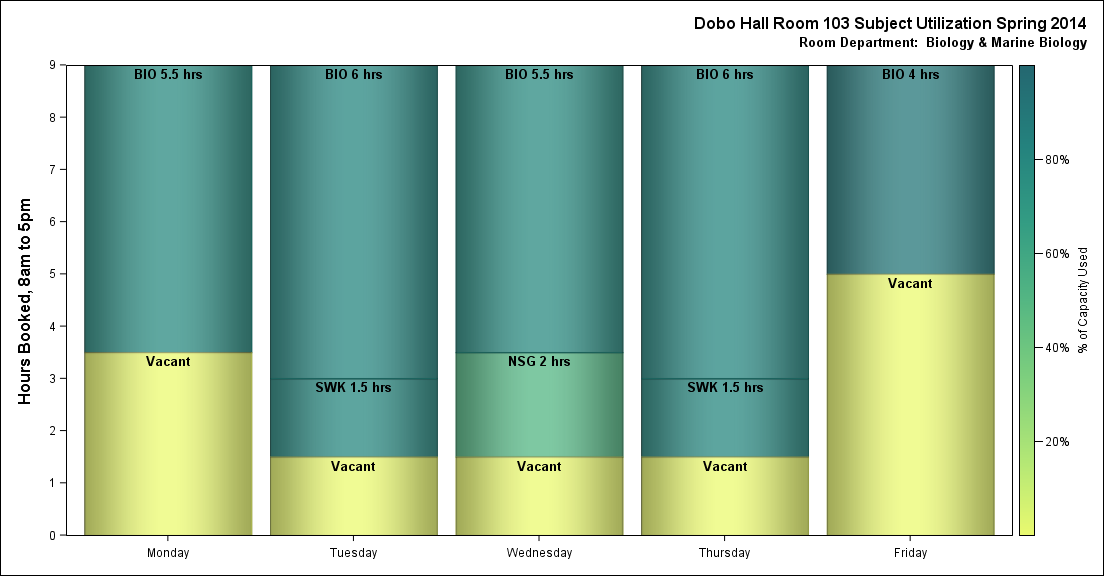 Dobo Hall Room 103 Subject Utilization Spring 2014
Room Department: Biology & Marine Biology
Hours Booked, 8am to 5pm
9
8
7
6
5
4
3
2
1
0
BIO 5.5 hrs
Vacant
BIO 6 hrs
SWK 1.5 hrs
Vacant
BIO 5.5 hrs
NSG 2 hrs
Vacant
BIO 6 hrs
SWK 1.5 hrs
Vacant
BIO 4 hrs
Vacant
Monday
Tuesday
Wednesday
Thursday
Friday
80%
60%
40%
20%
% of Capacity Used